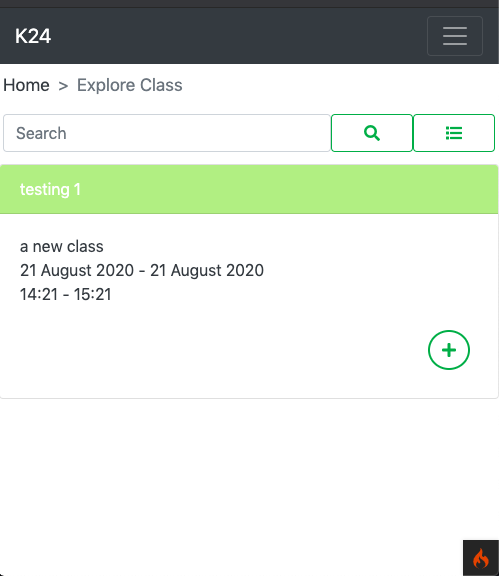 K24
Home > Explore Class
Search
testing 1
a new class
21 August 2020 - 21 August 2020
14:21 - 15:21